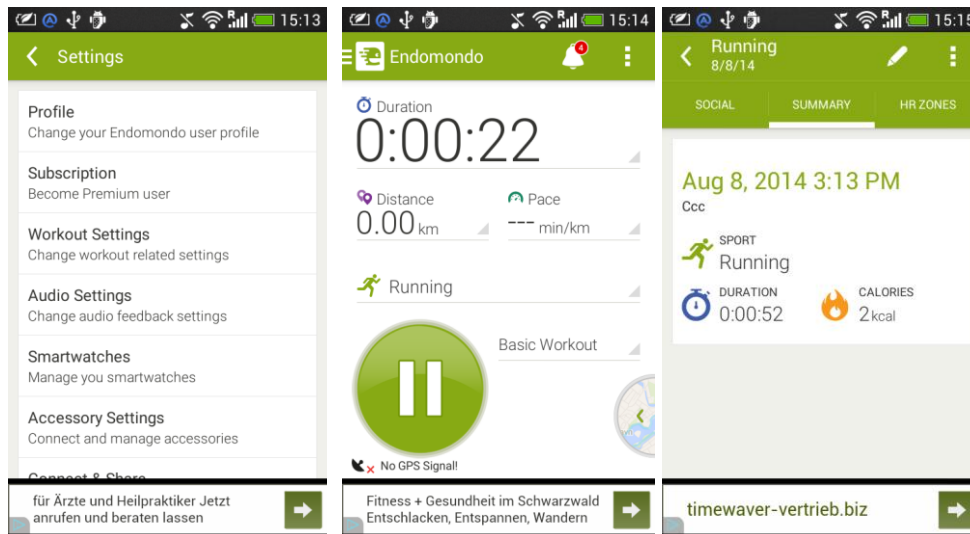 R
15:13
Settings
Profile
Change your Endomondo user profile
Subscription
Become Premium user
Workout Settings
Change workout related settings
Audio Settings
Change audio feedback settings
Smartwatches
Manage you smartwatches
Accessory Settings
Connect and manage accessories
Connect & Share
für Ärzte und Heilpraktiker Jetzt
anrufen und beraten lassen
R
15:14
Endomondo
4
Duration
0:00:22
Distance
Pace
0.00 km
--- min/km
Running
Basic Workout
No GPS Signal!
Fitness + Gesundheit im Schwarzwald
Entschlacken, Entspannen, Wandern
R
15:15
Running
8/8/14
SOCIAL
SUMMARY
HR ZONES
Aug 8, 2014 3:13 PM
Ccc
SPORT
Running
DURATION
CALORIES
0:00:52
2 kcal
timewaver-vertrieb.biz